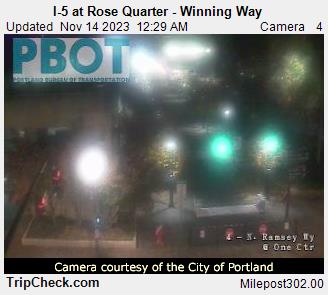 I-5 at Rose Quarter - Winning Way
Updated Nov 14 2023 12:29 AM Camera 4
PBOT
PORTLAND BUREAU OF TRANSPORTATION
4 - N. Ramsey Wy
@ One Ctr
Camera courtesy of the City of Portland
TripCheck.com Milepost302.00